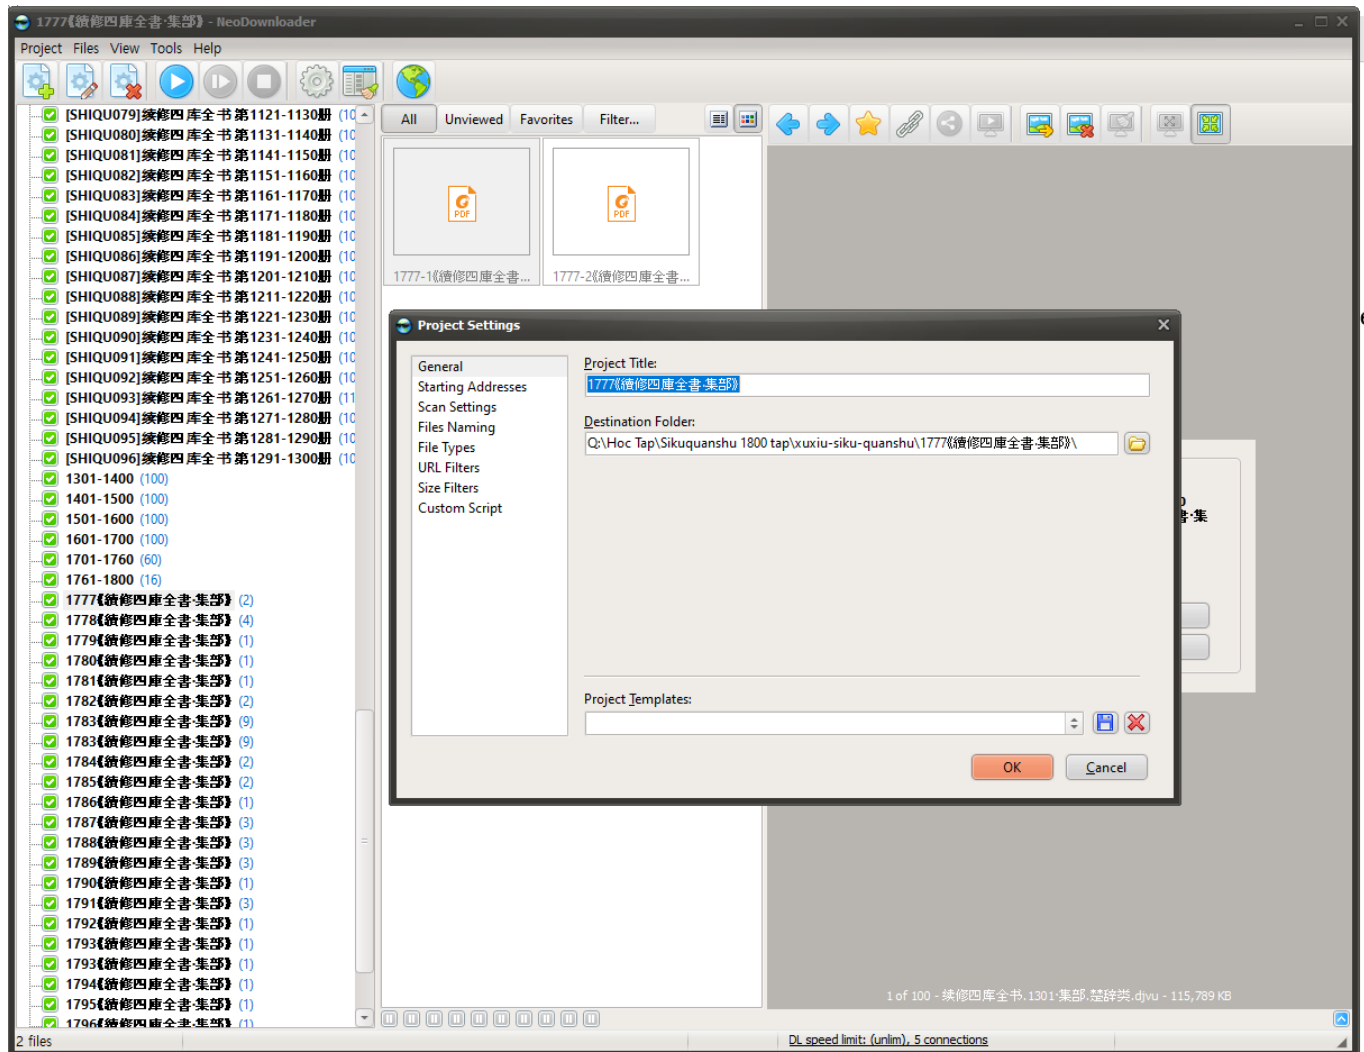 1777《續修四庫全書·集部》 - NeoDownloader
Project Files View Tools Help
[SHIQU079]续修四库全书 第1121-1130册 (10
[SHIQU080]续修四库全书 第1131-1140册 (10
[SHIQU081]续修四库全书 第1141-1150册 (10
[SHIQU082]续修四库全书 第1151-1160册 (10
[SHIQU083]续修四库全书 第1161-1170册 (10
[SHIQU084]续修四库全书 第1171-1180册 (10
[SHIQU085]续修四库全书 第1181-1190册 (10
[SHIQU086]续修四库全书 第1191-1200册 (10
[SHIQU087]续修四库全书 第1201-1210册 (10
[SHIQU088]续修四库全书 第1211-1220册 (10
[SHIQU089]续修四库全书 第1221-1230册 (10
[SHIQU090]续修四库全书 第1231-1240册 (10
[SHIQU091]续修四库全书 第1241-1250册 (10
[SHIQU092]续修四库全书 第1251-1260册 (10
[SHIQU093]续修四库全书 第1261-1270册 (11
[SHIQU094]续修四库全书 第1271-1280册 (10
[SHIQU095]续修四库全书 第1281-1290册 (10
[SHIQU096]续修四库全书 第1291-1300册 (10
1301-1400 (100)
1401-1500 (100)
1501-1600 (100)
1601-1700 (100)
1701-1760 (60)
1761-1800 (16)
1777《續修四庫全書·集部》 (2)
1778《續修四庫全書·集部》 (4)
1779《續修四庫全書·集部》 (1)
1780《續修四庫全書·集部》 (1)
1781《續修四庫全書·集部》 (1)
1782《續修四庫全書·集部》 (2)
1783《續修四庫全書·集部》 (9)
1783《續修四庫全書·集部》 (9)
1784《續修四庫全書·集部》 (2)
1785《續修四庫全書·集部》 (2)
1786《續修四庫全書·集部》 (1)
1787《續修四庫全書·集部》 (3)
1788《續修四庫全書·集部》 (3)
1789《續修四庫全書·集部》 (3)
1790《續修四庫全書·集部》 (1)
1791《續修四庫全書·集部》 (3)
1792《續修四庫全書·集部》 (1)
1793《續修四庫全書·集部》 (1)
1793《續修四庫全書·集部》 (1)
1794《續修四庫全書·集部》 (1)
1795《續修四庫全書·集部》 (1)
1796《續修四庫全書·集部》 (1)
All Unviewed Favorites Filter...
PDF PDF
1777-1《續修四庫全書... 1777-2《續修四庫全書...
Project Settings
General
Starting Addresses
Scan Settings
Files Naming
File Types
URL Filters
Size Filters
Custom Script
Project Title:
1777《續修四庫全書·集部》
Destination Folder:
Q:\Hoc Tap\Sikuquanshu 1800 tap\xuxiu-siku-quanshu\1777《續修四庫全書·集部》\
Project Templates:
OK Cancel
書·集
1 of 100 - 续修四库全书.1301·集部.楚辞类.djvu - 115,789 KB
2 files
DL speed limit: (unlim), 5 connections